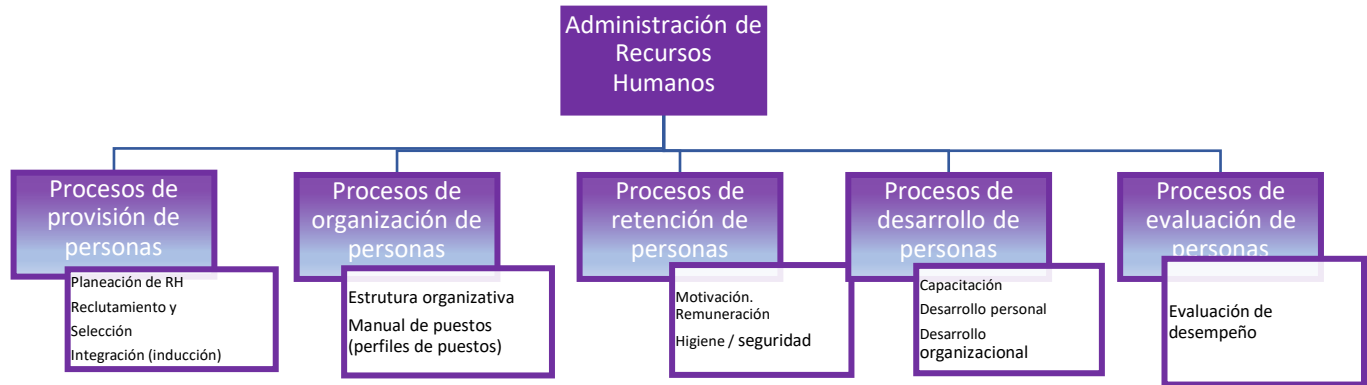 Administración de
Recursos
Humanos
Procesos de
provisión de
personas
Planeación de RH
Reclutamiento y
Selección
Integración (inducción)
Procesos de
organización de
personas
Estrutura organizativa
Manual de puestos
(perfiles de puestos)
Procesos de
retención de
personas
Motivación.
Remuneración
Higiene / seguridad
Procesos de
desarrollo de
personas
Capacitación
Desarrollo personal
Desarrollo
organizacional
Procesos de
evaluación de
personas
Evaluación de
desempeño